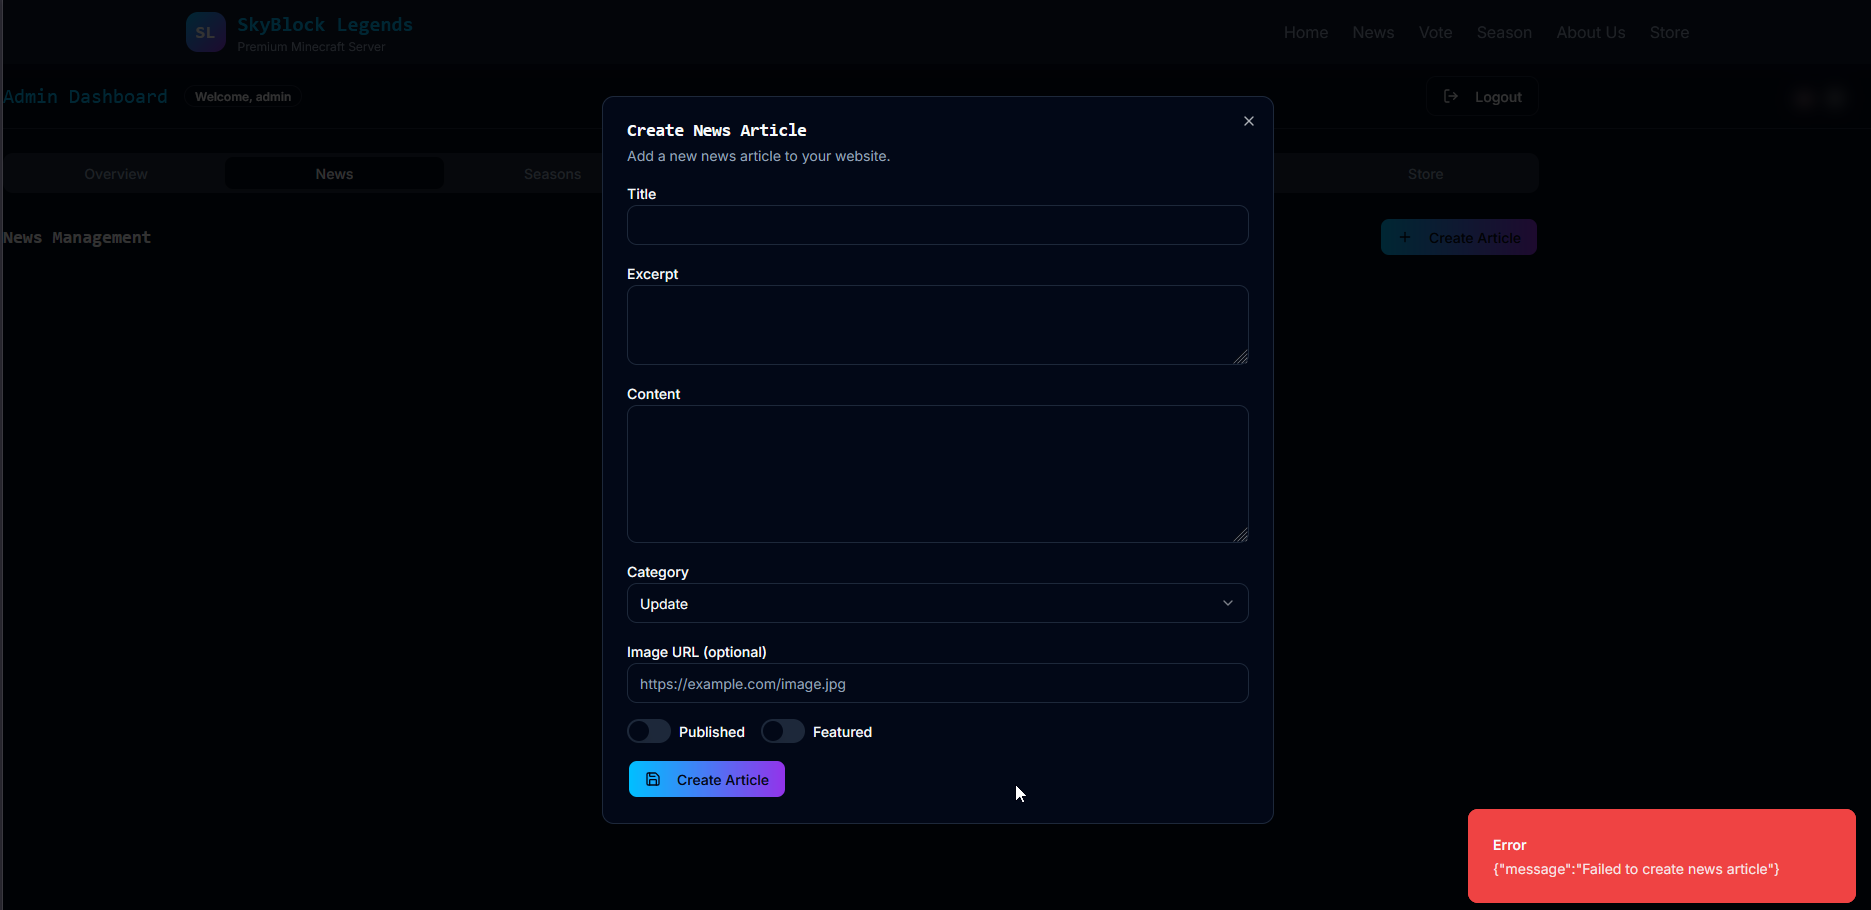 SL
SkyBlock Legends
Premium Minecraft Server
Home News Vote Season About Us Store
Admin Dashboard
Welcome, admin
Logout
Overview News Seasons Store
News Management
+ Create Article
Create News Article
Add a new news article to your website.
Title
Excerpt
Content
Category
Update
Image URL (optional)
https://example.com/image.jpg
Published Featured
Create Article
Error
{"message":"Failed to create news article"}